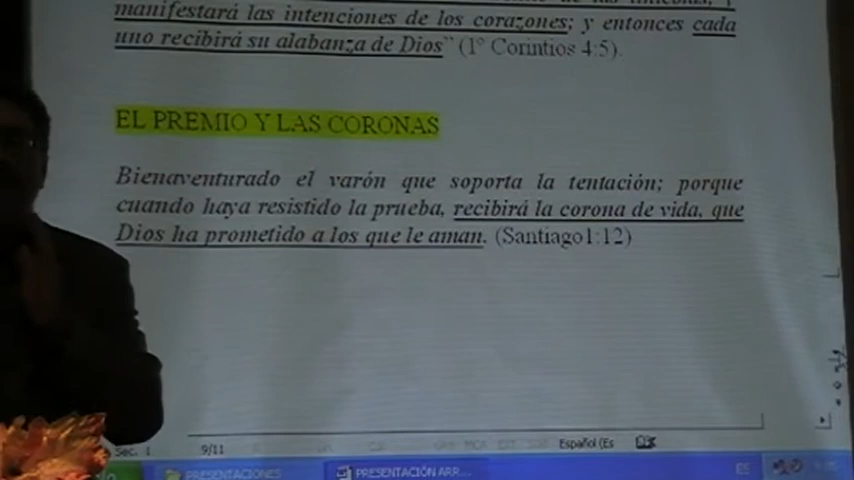 manifestará las intenciones de los corazones; y entonces cada
uno recibirá su alabanza de Dios” (1° Corintios 4:5).
EL PREMIO Y LAS CORONAS
Bienaventurado el varón que soporta la tentación; porque
cuando haya resistido la prueba, recibirá la corona de vida, que
Dios ha prometido a los que le aman. (Santiago1:12)
Sec. 1 9/11 Español (Es
PRESENTACIONES PRESENTACIÓN ARR... ES